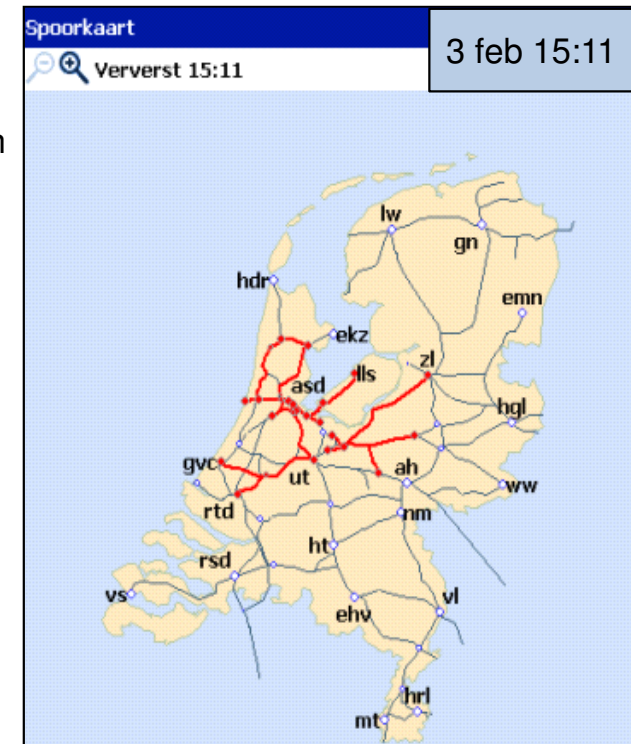 Spoorkaart
3 feb 15:11
Ververst 15:11
n
lw
gn
hdr
emn
ekz
zl
lls
asd
hgl
gvc
ut
ah
ww
rtd
nm
ht
rsd
vs
ehv
vl
hrl
mt